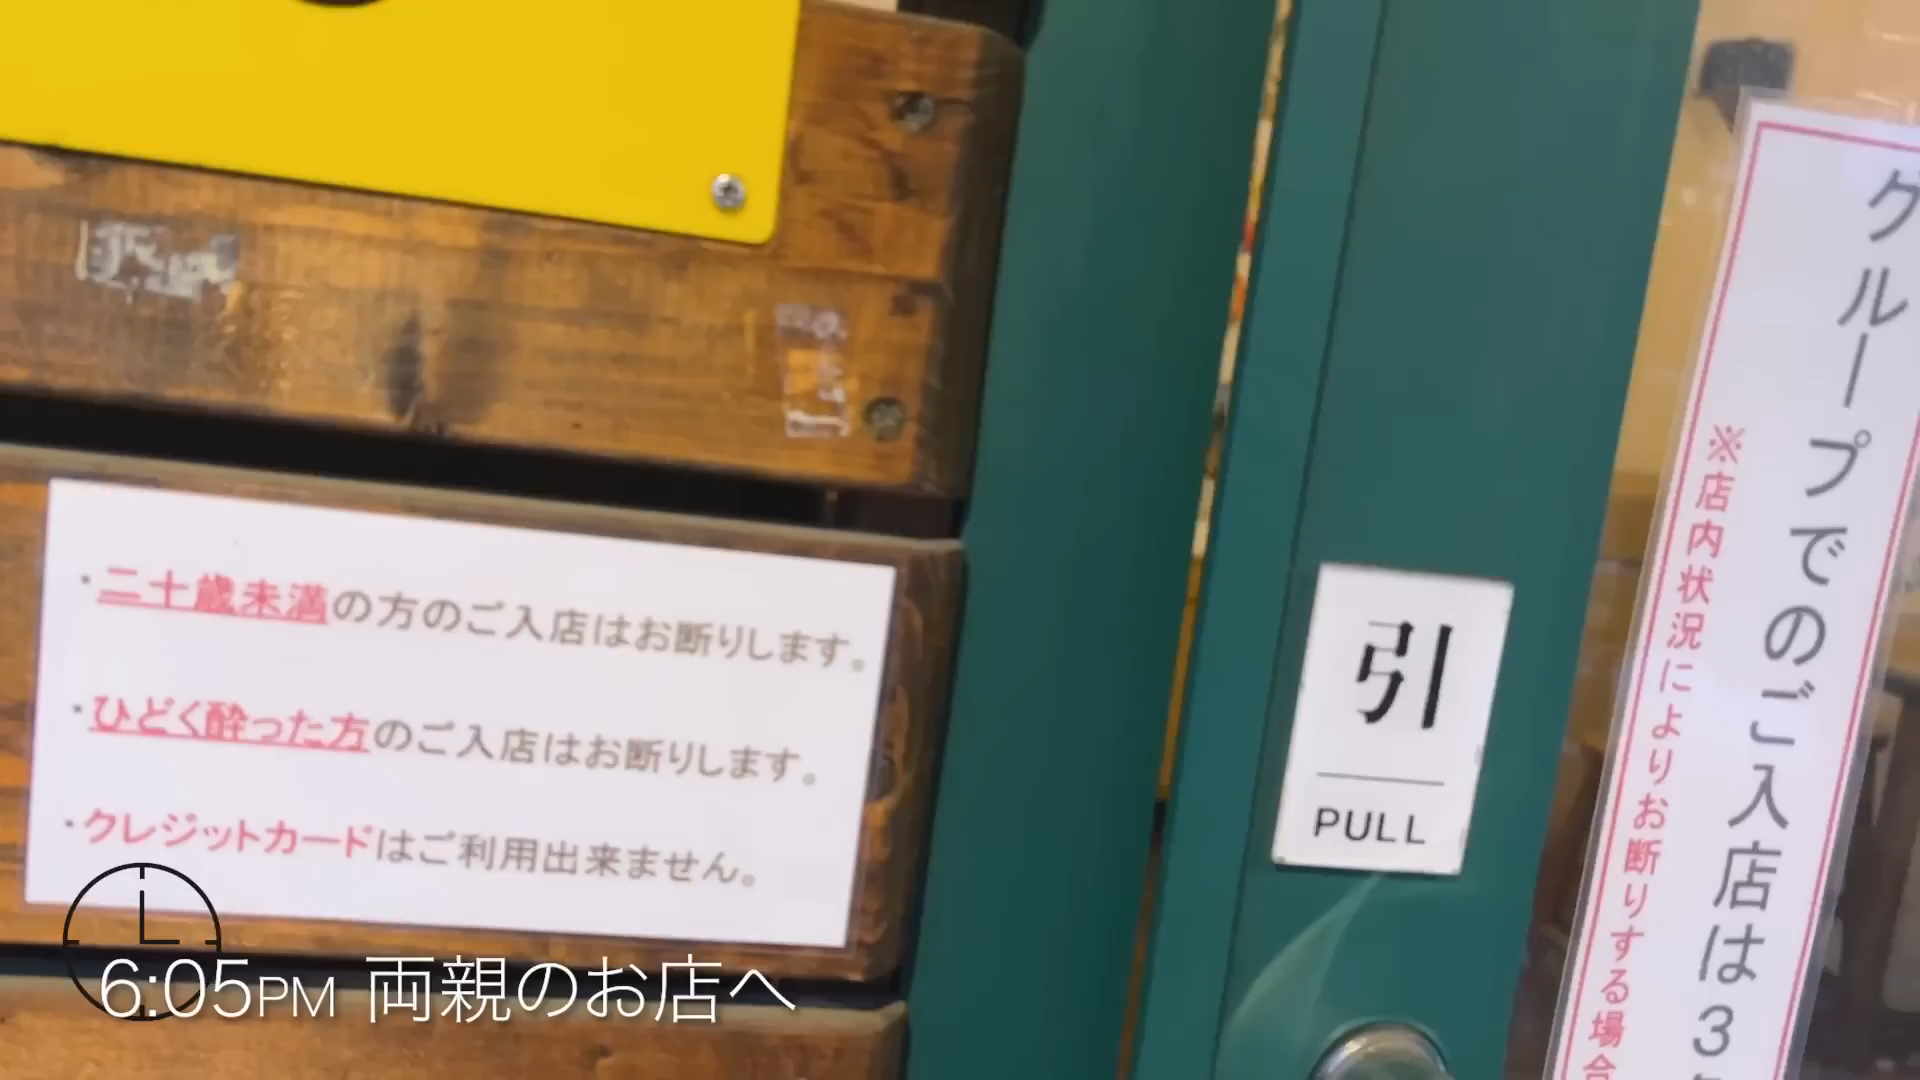 ・二十歳未満の方のご入店はお断りします。
・ひどく酔った方のご入店はお断りします。
・クレジットカードはご利用出来ません。
引
PULL
グループでのご入店は3
※店内状況によりお断りする場合
6:05PM 両親のお店へ